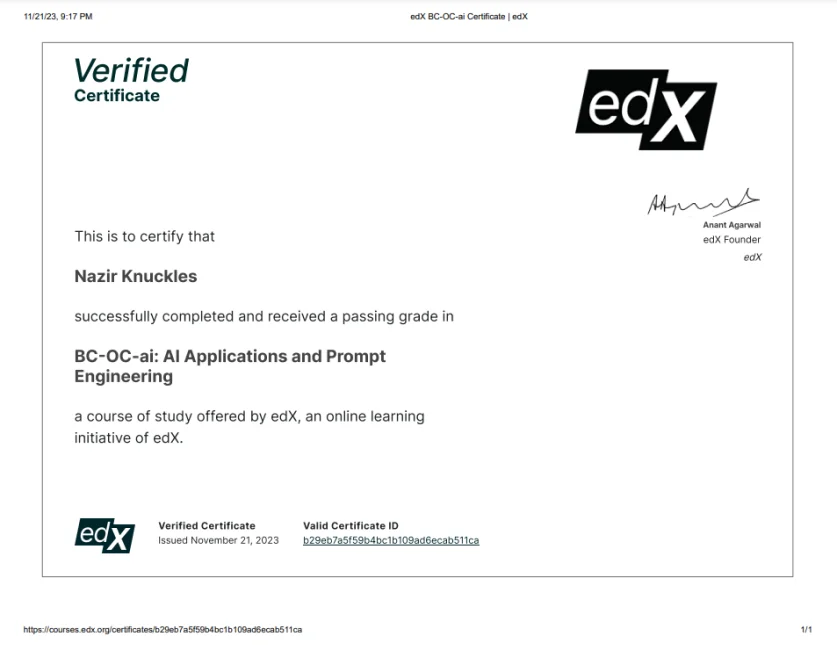 11/21/23, 9:17 PM
edX BC-OC-ai Certificate | edX
Verified
Certificate
edX
Anant Agarwal
edX Founder
edX
This is to certify that
Nazir Knuckles
successfully completed and received a passing grade in
BC-OC-ai: AI Applications and Prompt
Engineering
a course of study offered by edX, an online learning
initiative of edX.
edX
Verified Certificate
Issued November 21, 2023
Valid Certificate ID
b29eb7a5f59b4bc1b109ad6ecab511ca
https://courses.edx.org/certificates/b29eb7a5f59b4bc1b109ad6ecab511ca
1/1